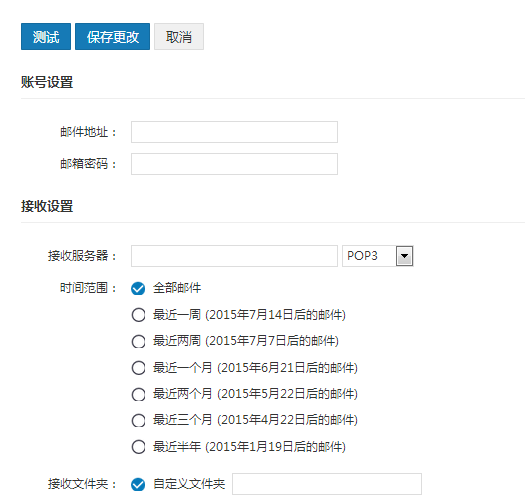 测试 保存更改 取消
账号设置
邮件地址：
邮箱密码：
接收设置
接收服务器： POP3
时间范围： 全部邮件
最近一周 (2015年7月14日后的邮件)
最近两周 (2015年7月7日后的邮件)
最近一个月 (2015年6月21日后的邮件)
最近两个月 (2015年5月22日后的邮件)
最近三个月 (2015年4月22日后的邮件)
最近半年 (2015年1月19日后的邮件)
接收文件夹： 自定义文件夹